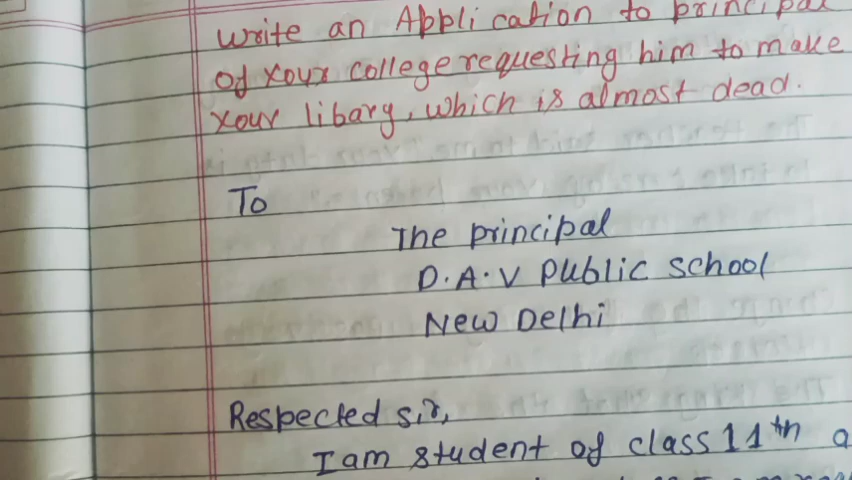 Write an Application to principal
of your college requesting him to make
your libary, which is almost dead.
To
The principal
D.A.V public school
New Delhi
Respected sir,
I am student of class 11th a